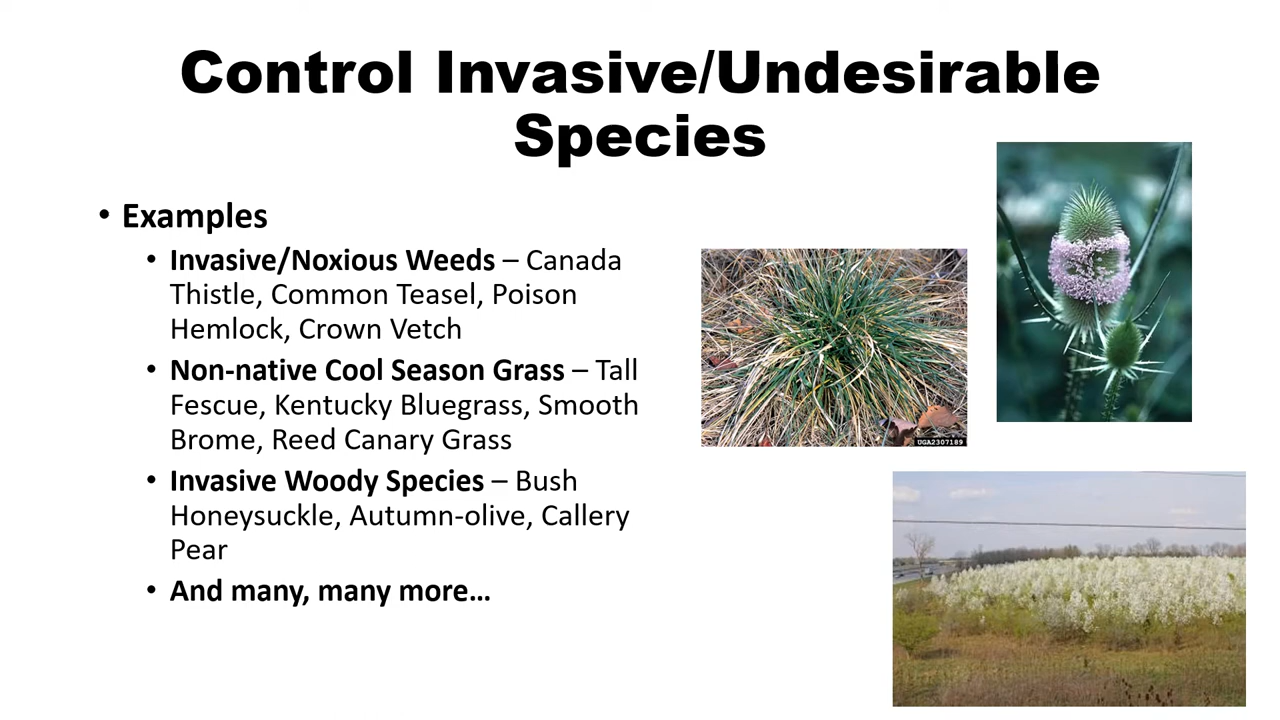 Control Invasive/Undesirable
Species
• Examples
• Invasive/Noxious Weeds – Canada
Thistle, Common Teasel, Poison
Hemlock, Crown Vetch
• Non-native Cool Season Grass – Tall
Fescue, Kentucky Bluegrass, Smooth
Brome, Reed Canary Grass
• Invasive Woody Species – Bush
Honeysuckle, Autumn-olive, Callery
Pear
• And many, many more…
UGA2307189